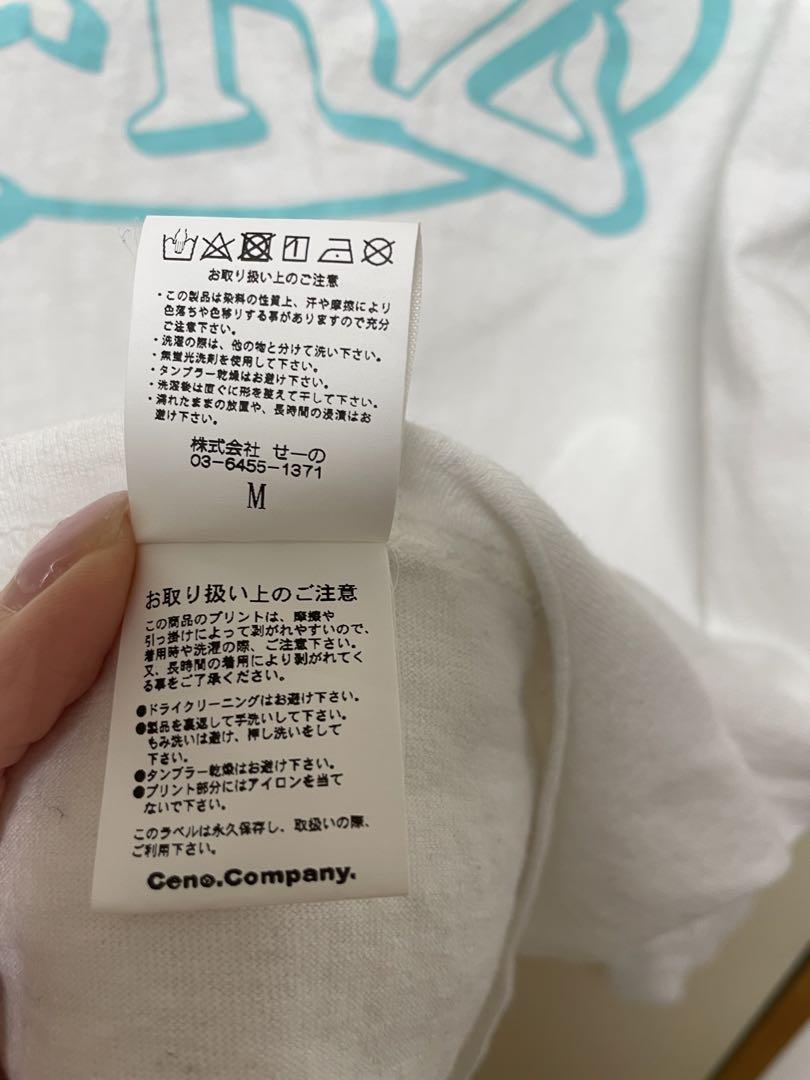 お取り扱い上のご注意
・この製品は染料の性質上、汗や摩擦により
色落ちや色移りする事がありますので充分
ご注意下さい。
・洗濯の際は、他の物と分けて洗い下さい。
・無蛍光洗剤を使用して下さい。
・タンブラー乾燥はお避け下さい。
・洗濯後は直ぐに形を整えて干して下さい。
・濡れたままの放置や、長時間の浸漬はお
避け下さい。
株式会社 せーの
03-6455-1371
M
お取り扱い上のご注意
この商品のプリントは、摩擦や
引っ掛けによって剥がれやすいので、
着用時や洗濯の際、ご注意下さい。
又、長時間の着用により剥がれてく
る事をご了承ください。
●ドライクリーニングはお避け下さい。
●製品を裏返して手洗いして下さい。
もみ洗いは避け、押し洗いをして
下さい。
●タンブラー乾燥はお避け下さい。
●プリント部分にはアイロンを当て
ないで下さい。
このラベルは永久保存し、取扱いの際、
ご利用下さい。
Ceno.Company.